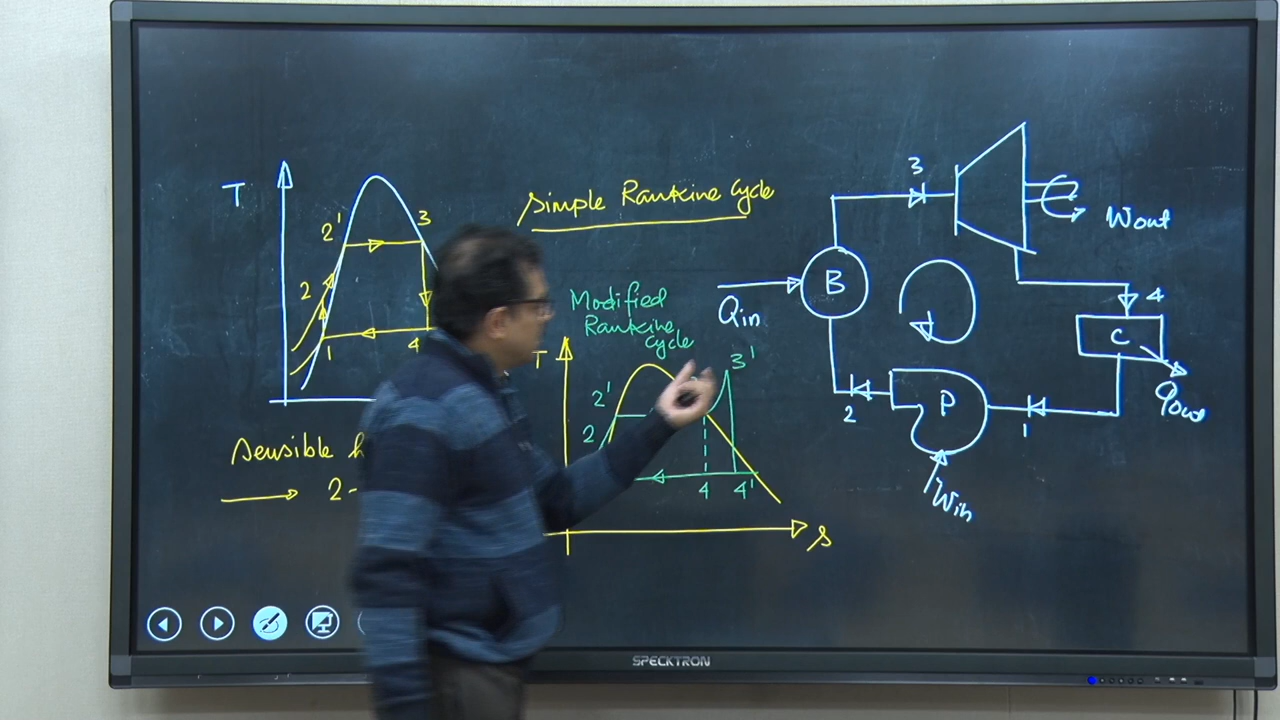 T
2'
3
2
1
4
Sensible
2-
Simple Rankine Cycle
Modified
Rankine
cycle
T
3'
2'
2
4
4'
s
3
Wout
B
Qin
4
C
Qout
P
2
1
Win
SPECKTRON